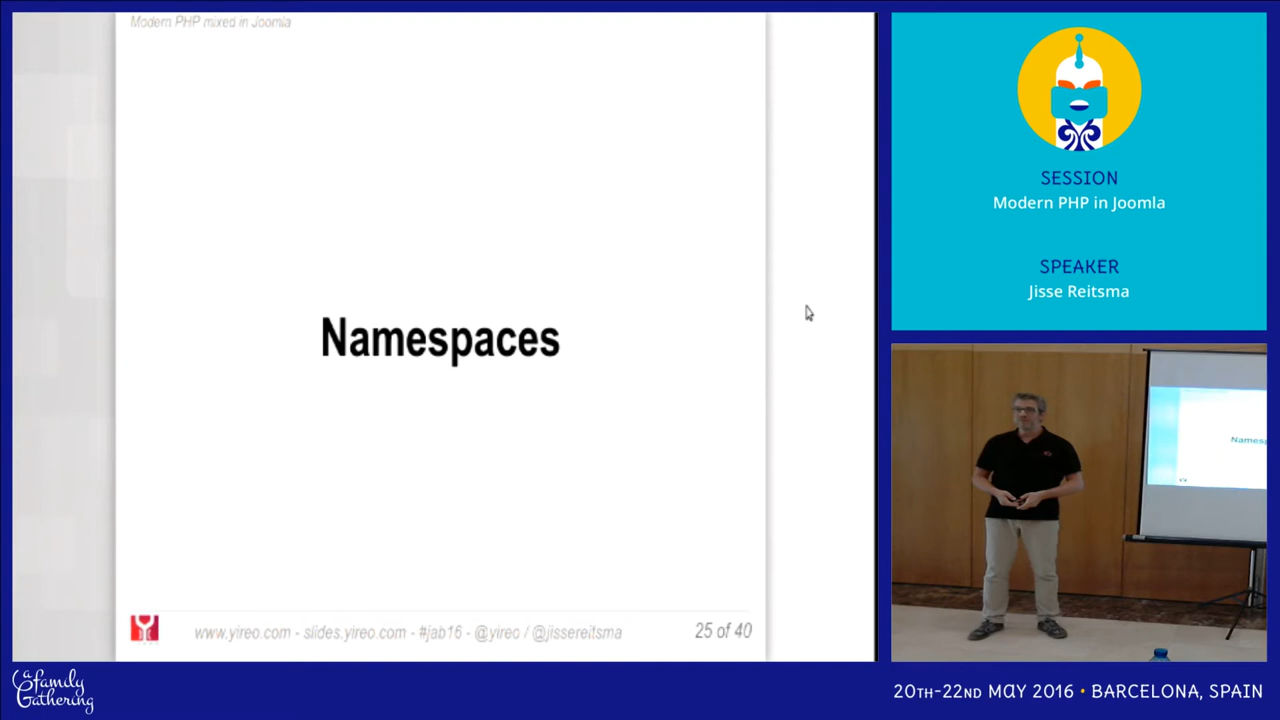 Modern PHP mixed in Joomla
Namespaces
www.yireo.com - slides.yireo.com - #jab16 - @yireo / @jissereitsma
25 of 40
SESSION
Modern PHP in Joomla
SPEAKER
Jisse Reitsma
Names
a family
Gathering
20TH-22ND MAY 2016 • BARCELONA, SPAIN